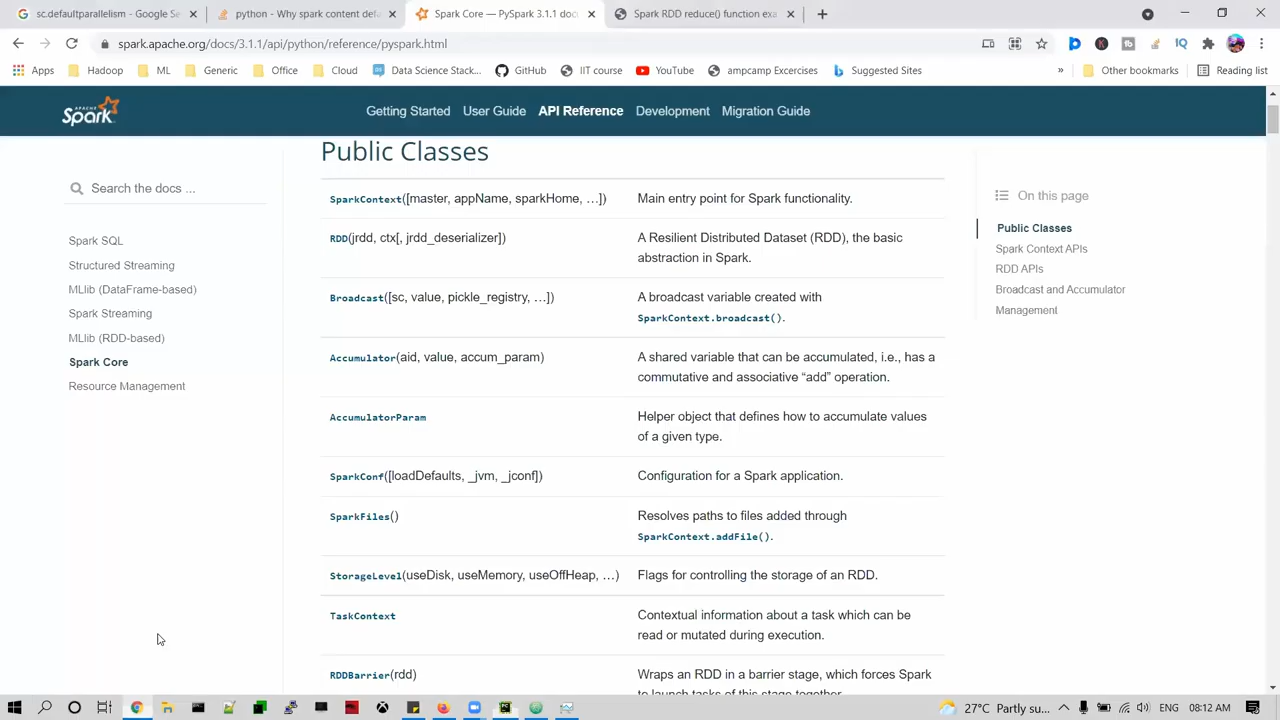 sc.defaultparallelism - Google Se
python - Why spark content def
Spark Core — PySpark 3.1.1 docu
Spark RDD reduce() function exa
spark.apache.org/docs/3.1.1/api/python/reference/pyspark.html
Apps
Hadoop
ML
Generic
Office
Cloud
Data Science Stack...
GitHub
IIT course
YouTube
ampcamp Excercises
Suggested Sites
»
Other bookmarks
Reading list
APACHE
Spark
Getting Started
User Guide
API Reference
Development
Migration Guide
Search the docs ...
Spark SQL
Structured Streaming
MLlib (DataFrame-based)
Spark Streaming
MLlib (RDD-based)
Spark Core
Resource Management
Public Classes
SparkContext([master, appName, sparkHome, …])
Main entry point for Spark functionality.
RDD(jrdd, ctx[, jrdd_deserializer])
A Resilient Distributed Dataset (RDD), the basic
abstraction in Spark.
Broadcast([sc, value, pickle_registry, …])
A broadcast variable created with
SparkContext.broadcast().
Accumulator(aid, value, accum_param)
A shared variable that can be accumulated, i.e., has a
commutative and associative “add” operation.
AccumulatorParam
Helper object that defines how to accumulate values
of a given type.
SparkConf([loadDefaults, _jvm, _jconf])
Configuration for a Spark application.
SparkFiles()
Resolves paths to files added through
SparkContext.addFile().
StorageLevel(useDisk, useMemory, useOffHeap, …)
Flags for controlling the storage of an RDD.
TaskContext
Contextual information about a task which can be
read or mutated during execution.
RDDBarrier(rdd)
Wraps an RDD in a barrier stage, which forces Spark
to launch tasks of this stage together.
On this page
Public Classes
Spark Context APIs
RDD APIs
Broadcast and Accumulator
Management
27°C Partly su...
ENG
08:12 AM